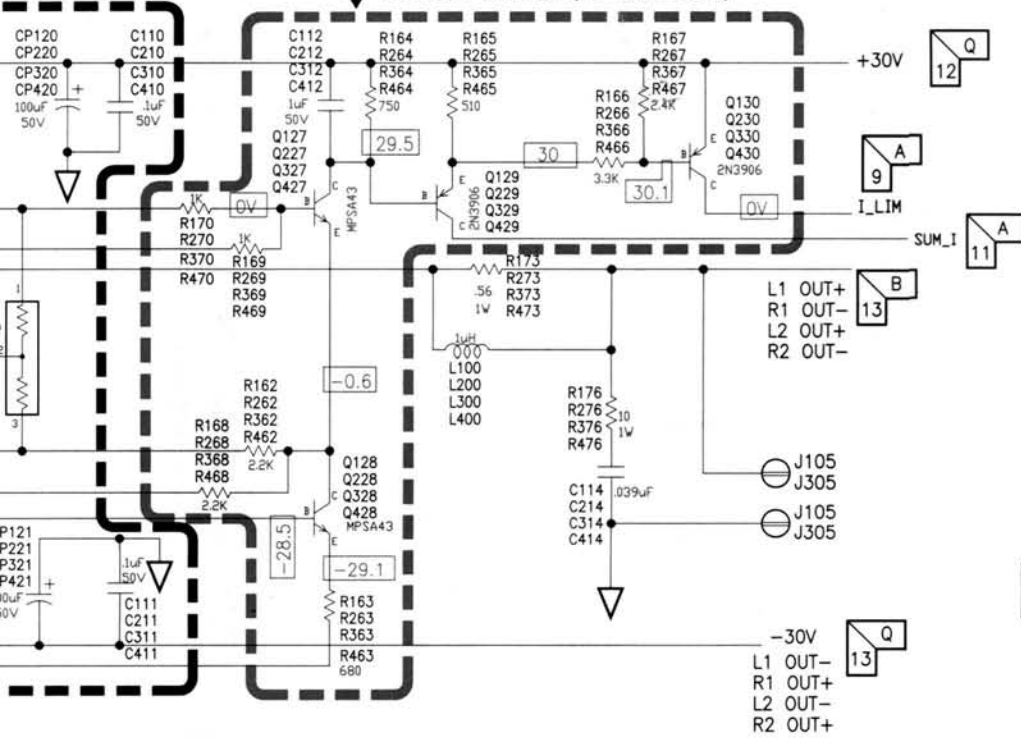 CP120
CP220
CP320
CP420
100uF
50V
+
C110
C210
C310
C410
.1uF
50V
C112
C212
C312
C412
1uF
50V
R164
R264
R364
R464
750
R165
R265
R365
R465
510
R167
R267
R367
R467
2.4K
R166
R266
R366
R466
3.3K
Q130
Q230
Q330
Q430
2N3906
E
B
C
+30V
Q
12
A
9
I_LIM
SUM_I
A
11
Q127
Q227
Q327
Q427
MPSA43
B
C
E
29.5
30
30.1
0V
Q129
Q229
Q329
Q429
2N3906
E
B
C
1K
0V
R170
R270
R370
R470
1K
R169
R269
R369
R469
R173
R273
R373
R473
.56
1W
L1 OUT+
R1 OUT-
L2 OUT+
R2 OUT-
B
13
1
3
1uH
L100
L200
L300
L400
-0.6
R162
R262
R362
R462
2.2K
R168
R268
R368
R468
2.2K
R176
R276
R376
R476
10
1W
Q128
Q228
Q328
Q428
MPSA43
B
C
E
-28.5
-29.1
C114
C214
C314
C414
.039uF
J105
J305
J105
J305
P121
P221
P321
P421
+
.1uF
50V
C111
C211
C311
C411
R163
R263
R363
R463
680
-30V
Q
13
L1 OUT-
R1 OUT+
L2 OUT-
R2 OUT+